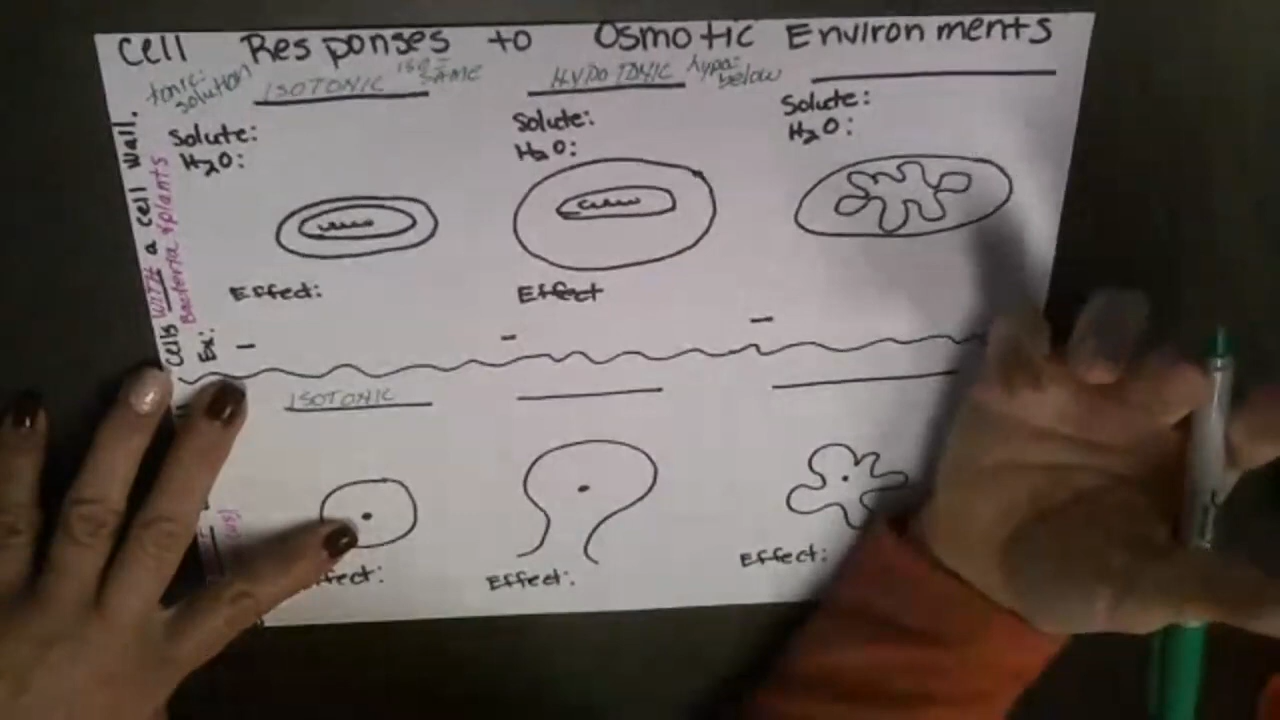 Cell Responses to Osmotic Environments
tonic: solution
ISOTONIC
iso = SAME
HYPOTONIC
hypo: below
Solute:
H2O:
Solute:
H2O:
Solute:
H2O:
Cells WITH a cell wall.
Bacteria & plants
Ex:
Effect:
Effect
ISOTONIC
Effect:
Effect: